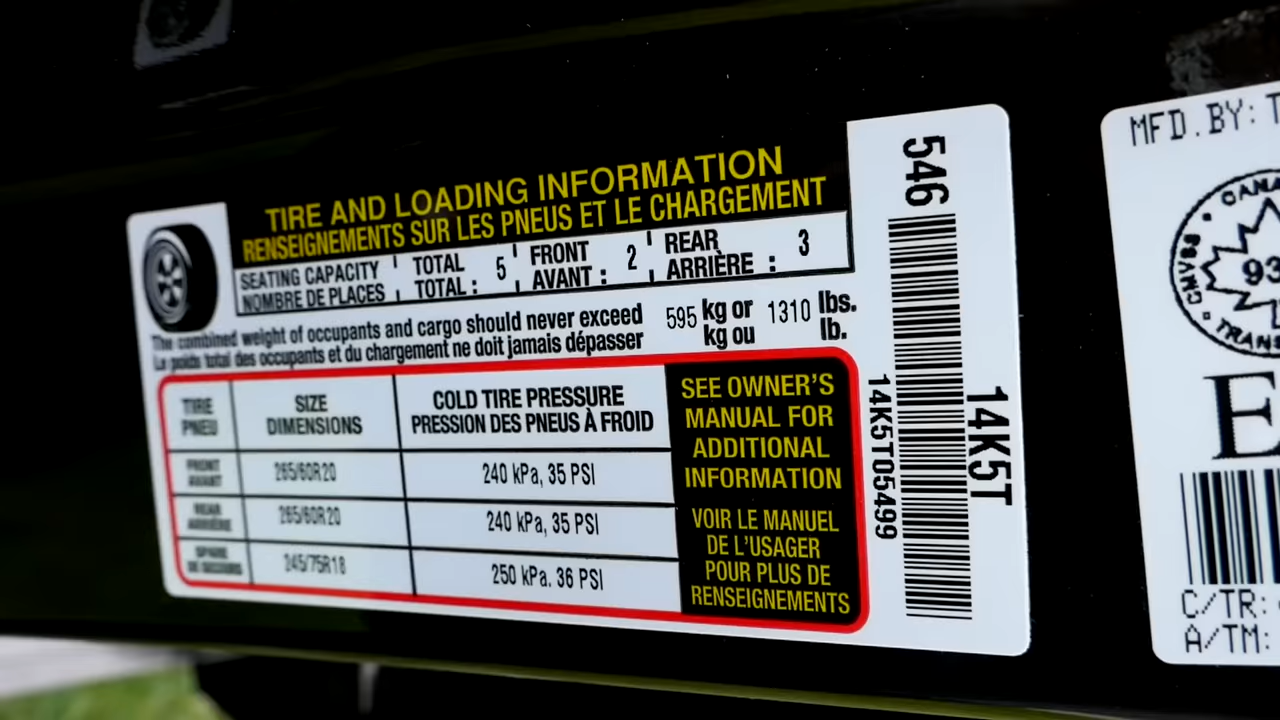 TIRE AND LOADING INFORMATION
RENSEIGNEMENTS SUR LES PNEUS ET LE CHARGEMENT
SEATING CAPACITY TOTAL 5 FRONT 2 REAR 3
NOMBRE DE PLACES TOTAL : AVANT : ARRIÈRE :
The combined weight of occupants and cargo should never exceed 595 kg or 1310 lbs.
Le poids total des occupants et du chargement ne doit jamais dépasser kg ou lb.
TIRE SIZE COLD TIRE PRESSURE
PNEU DIMENSIONS PRESSION DES PNEUS À FROID
FRONT
AVANT 265/60R20 240 kPa, 35 PSI
REAR
ARRIÈRE 265/60R20 240 kPa, 35 PSI
SPARE
DE SECOURS 245/75R18 250 kPa. 36 PSI
SEE OWNER'S
MANUAL FOR
ADDITIONAL
INFORMATION
VOIR LE MANUEL
DE L'USAGER
POUR PLUS DE
RENSEIGNEMENTS
546
14K5T05499
14K5T
MFD.BY: T
CANA
CMVSS
93
TRANS
E
C/TR:
A/TM: